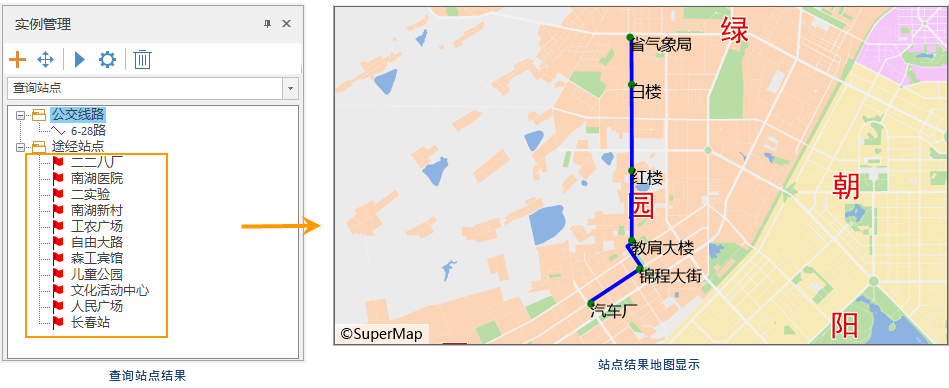 实例管理
查询站点
公交线路
6-28路
途经站点
二二八厂
南湖医院
二实验
南湖新村
工农广场
自由大路
森工宾馆
儿童公园
文化活动中心
人民广场
长春站
查询站点结果
绿
省气象局
白楼
红楼
朝
园
教肩大楼
锦程大街
汽车厂
阳
©SuperMap
站点结果地图显示